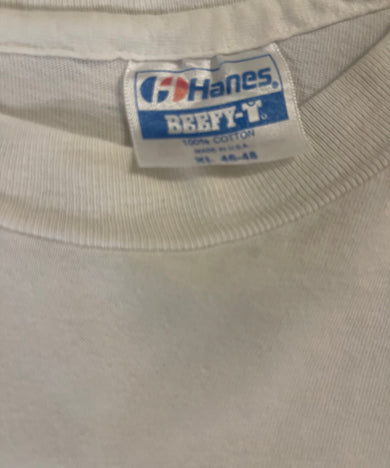 Hanes®
BEEFY-T®
100% COTTON
MADE IN U.S.A.
XL 46-48